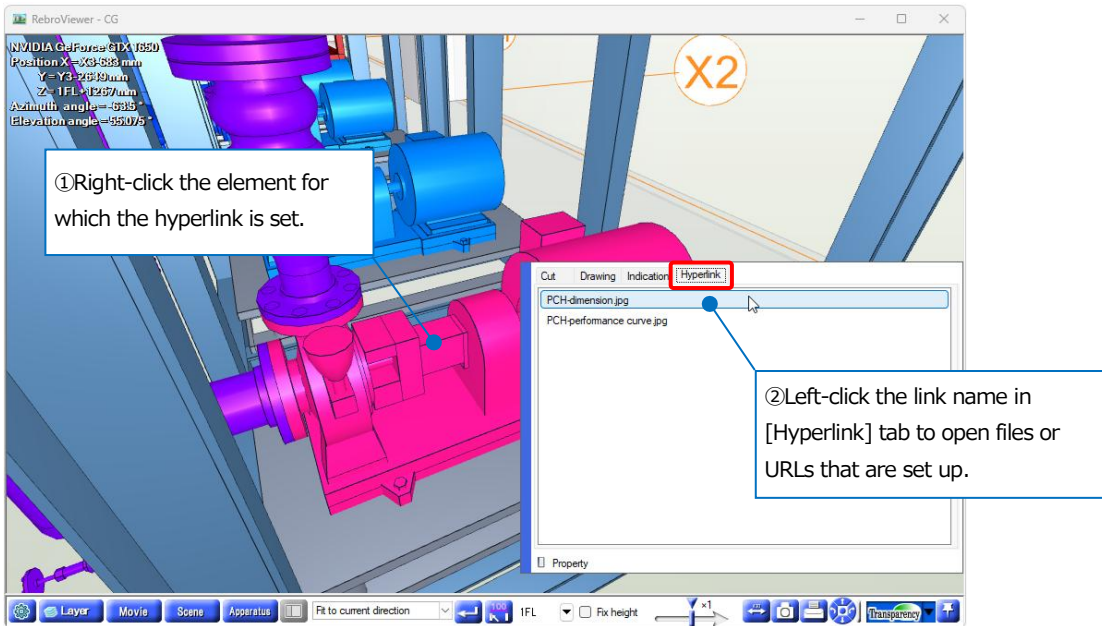 RebroViewer - CG
NVIDIA GeForce GTX 1650
Position X = X3-683 mm
Y = Y3-2649 mm
Z = 1FL+1267 mm
Azimuth angle = -63.5 °
Elevation angle = 55.075 °
X2
①Right-click the element for
which the hyperlink is set.
Cut Drawing Indication Hyperlink
PCH-dimension.jpg
PCH-performance curve.jpg
②Left-click the link name in
[Hyperlink] tab to open files or
URLs that are set up.
Property
Layer Movie Scene Apparatus Fit to current direction 100 1FL Fix height ×1 Transparency